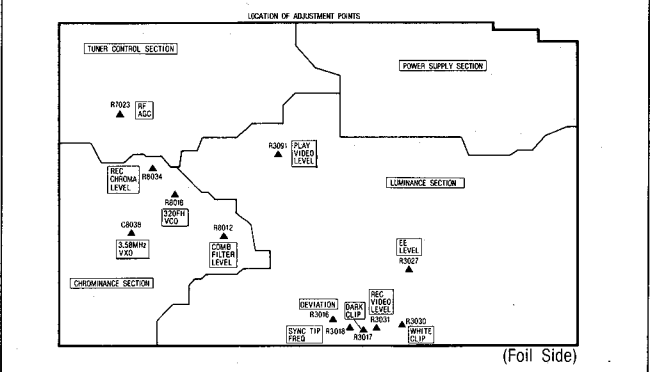 LOCATION OF ADJUSTMENT POINTS
TUNER CONTROL SECTION
POWER SUPPLY SECTION
R7023
RF
AGC
R3091
PLAY
VIDEO
LEVEL
REC
CHROMA
LEVEL
R8034
R8016
320FH
VCO
LUMINANCE SECTION
C8039
3.58MHz
VXO
R8012
COMB
FILTER
LEVEL
EE
LEVEL
R3027
CHROMINANCE SECTION
DEVIATION
R3016
DARK
CLIP
REC
VIDEO
LEVEL
SYNC TIP
FREQ
R3018
R3017
R3031
R3030
WHITE
CLIP
(Foil Side)